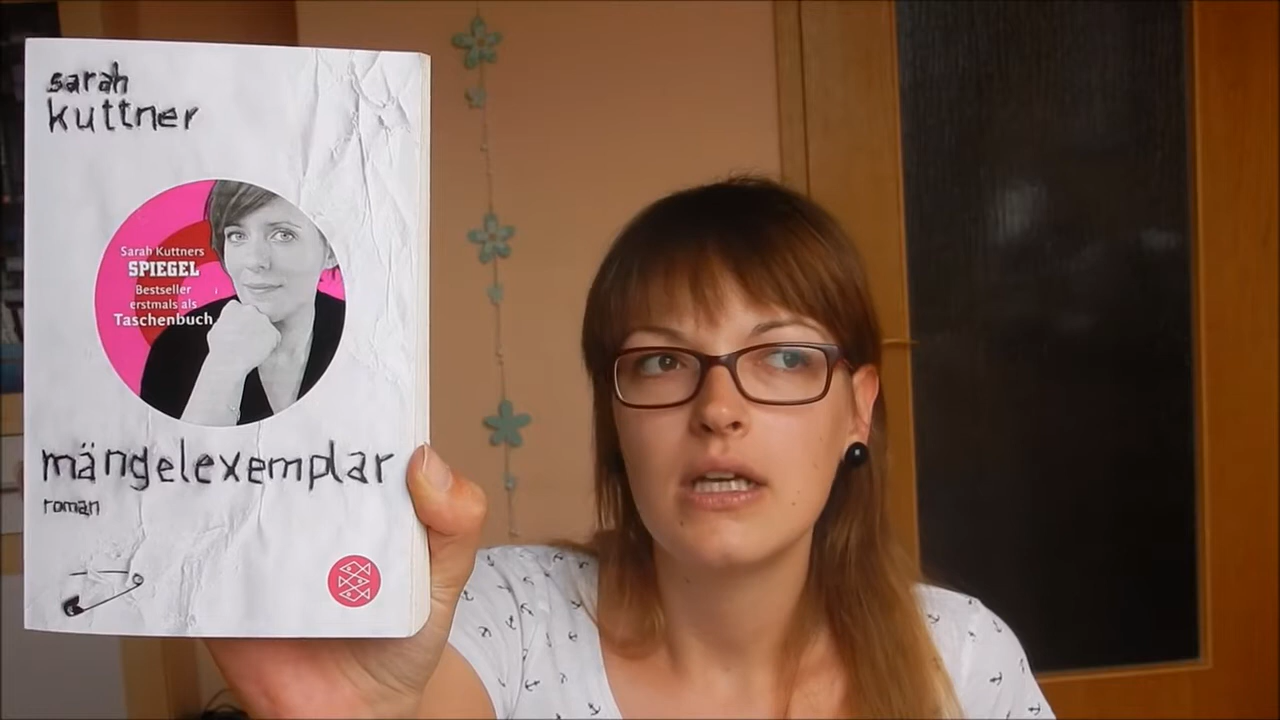 sarah
kuttner
Sarah Kuttners
SPIEGEL
Bestseller
erstmals als
Taschenbuch
mängelexemplar
roman